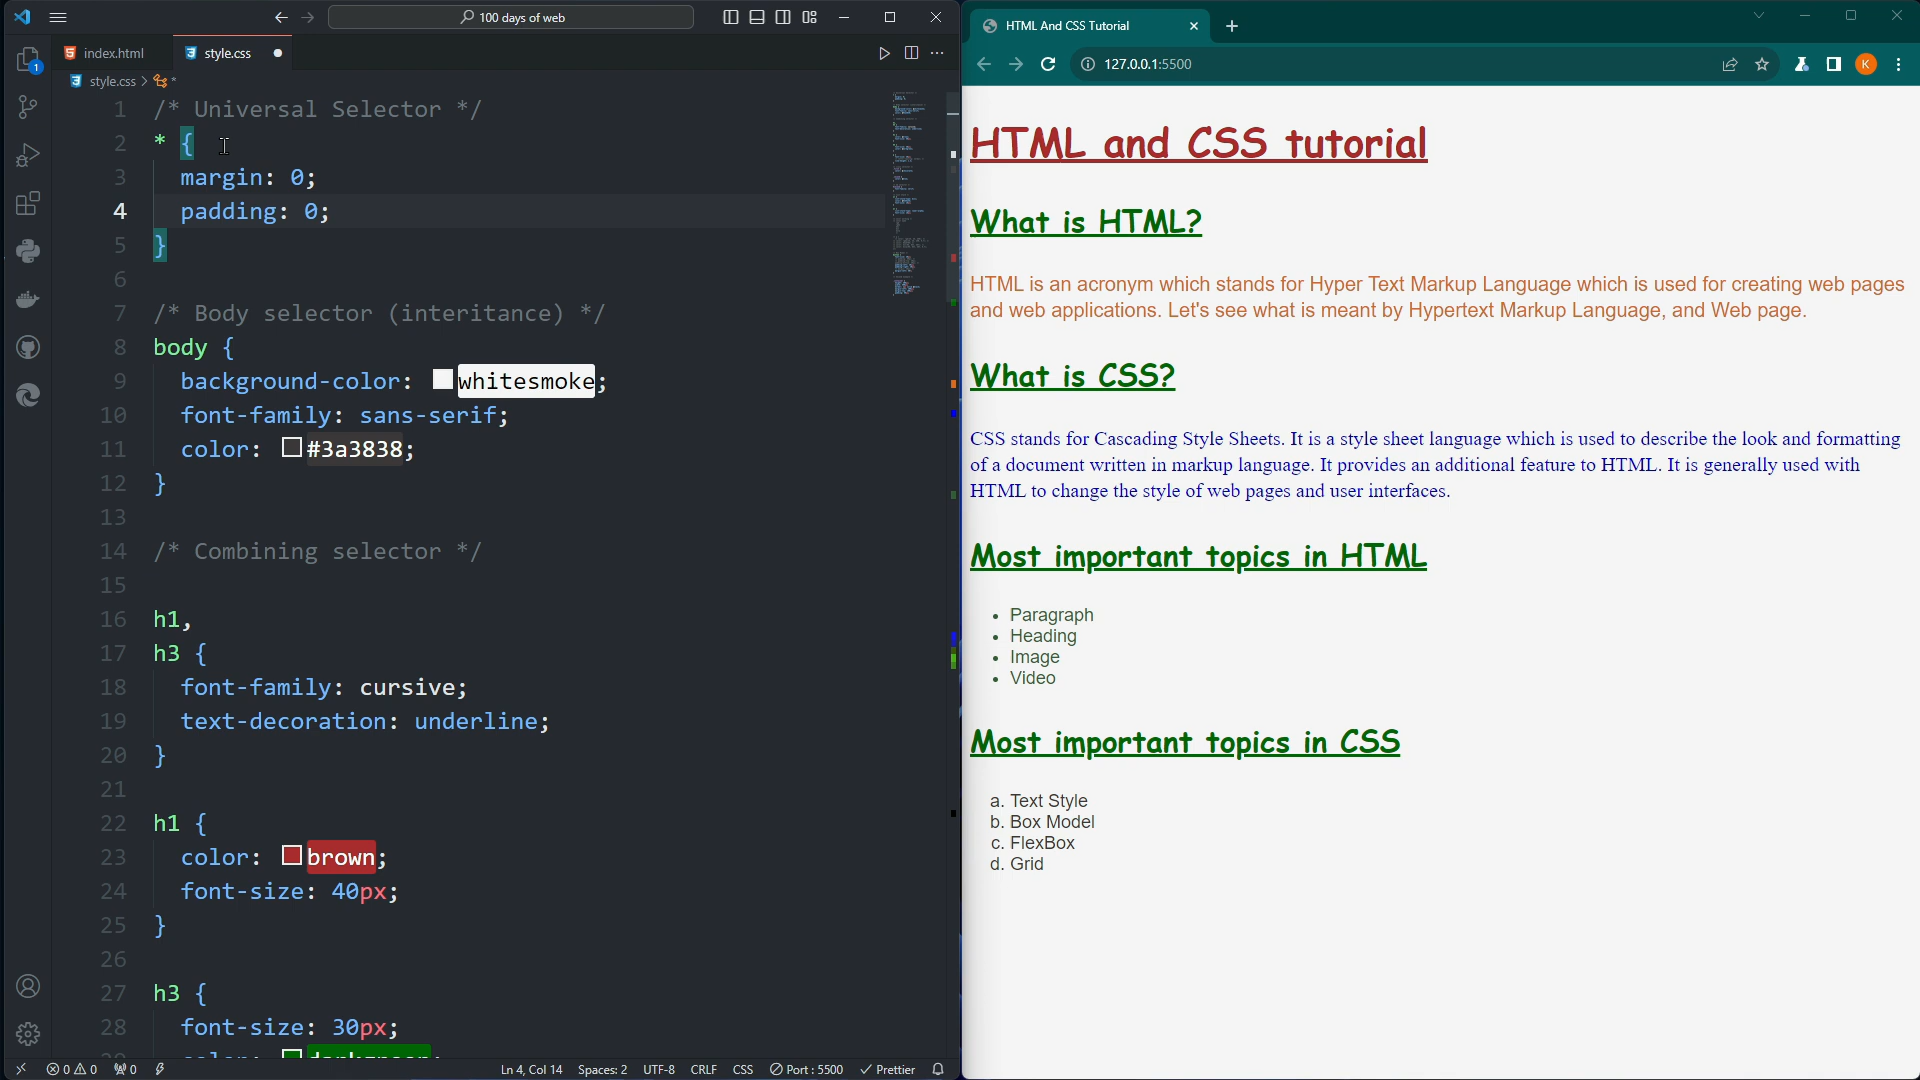 100 days of web
index.html
style.css
style.css > *
1 /* Universal Selector */
2 * {
3 margin: 0;
4 padding: 0;
5 }
6
7 /* Body selector (interitance) */
8 body {
9 background-color: whitesmoke;
10 font-family: sans-serif;
11 color: #3a3838;
12 }
13
14 /* Combining selector */
15
16 h1,
17 h3 {
18 font-family: cursive;
19 text-decoration: underline;
20 }
21
22 h1 {
23 color: brown;
24 font-size: 40px;
25 }
26
27 h3 {
28 font-size: 30px;
1
0 0 0
Ln 4, Col 14 Spaces: 2 UTF-8 CRLF CSS Port : 5500 Prettier
HTML And CSS Tutorial
127.0.0.1:5500
K
HTML and CSS tutorial
What is HTML?
HTML is an acronym which stands for Hyper Text Markup Language which is used for creating web pages
and web applications. Let's see what is meant by Hypertext Markup Language, and Web page.
What is CSS?
CSS stands for Cascading Style Sheets. It is a style sheet language which is used to describe the look and formatting
of a document written in markup language. It provides an additional feature to HTML. It is generally used with
HTML to change the style of web pages and user interfaces.
Most important topics in HTML
• Paragraph
• Heading
• Image
• Video
Most important topics in CSS
a. Text Style
b. Box Model
c. FlexBox
d. Grid